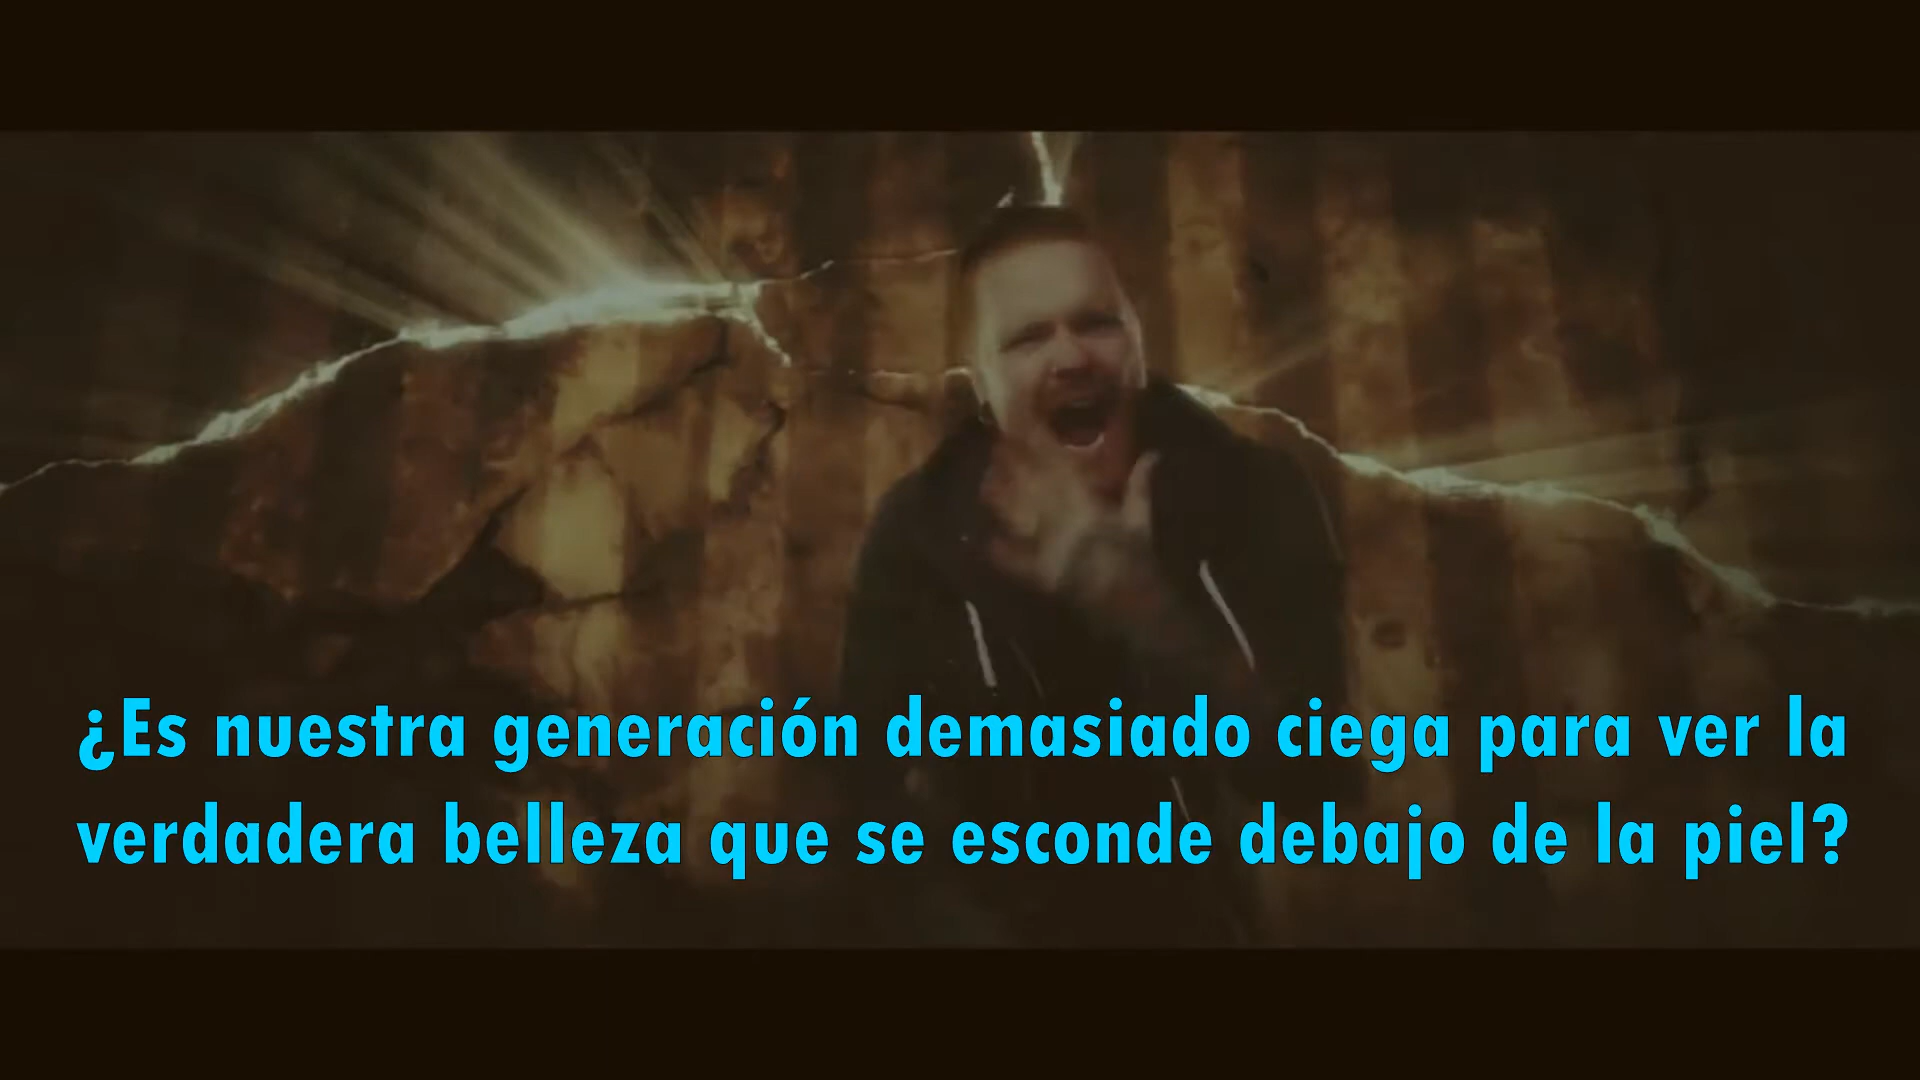 ¿Es nuestra generación demasiado ciega para ver la
verdadera belleza que se esconde debajo de la piel?